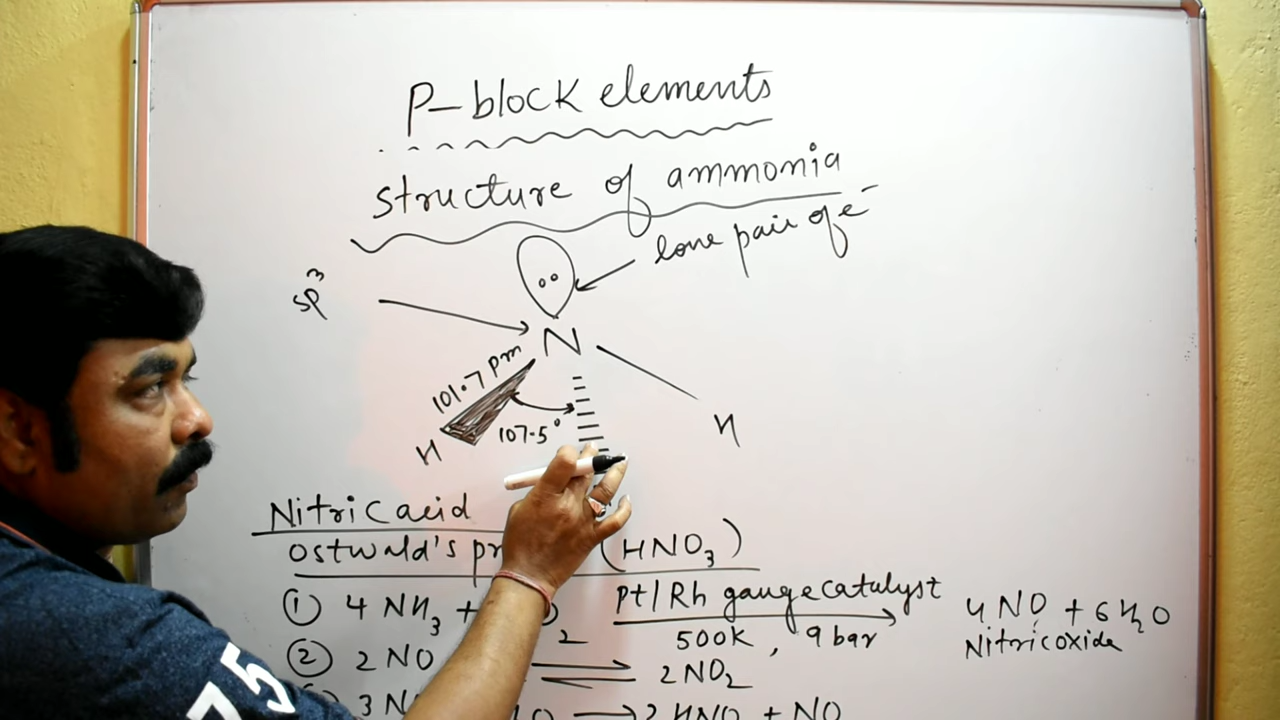 P-block elements
structure of ammonia
lone pair of e⁻
sp³
N
101.7 pm
107.5°
H
H
Nitric acid
Ostwald's (HNO₃)
① 4 NH₃ + ₂ Pt/Rh gauge catalyst 4 NO + 6 H₂O
500k , 9 bar Nitric oxide
② 2 NO ⇌ 2 NO₂
3 → 2 HNO + NO
75